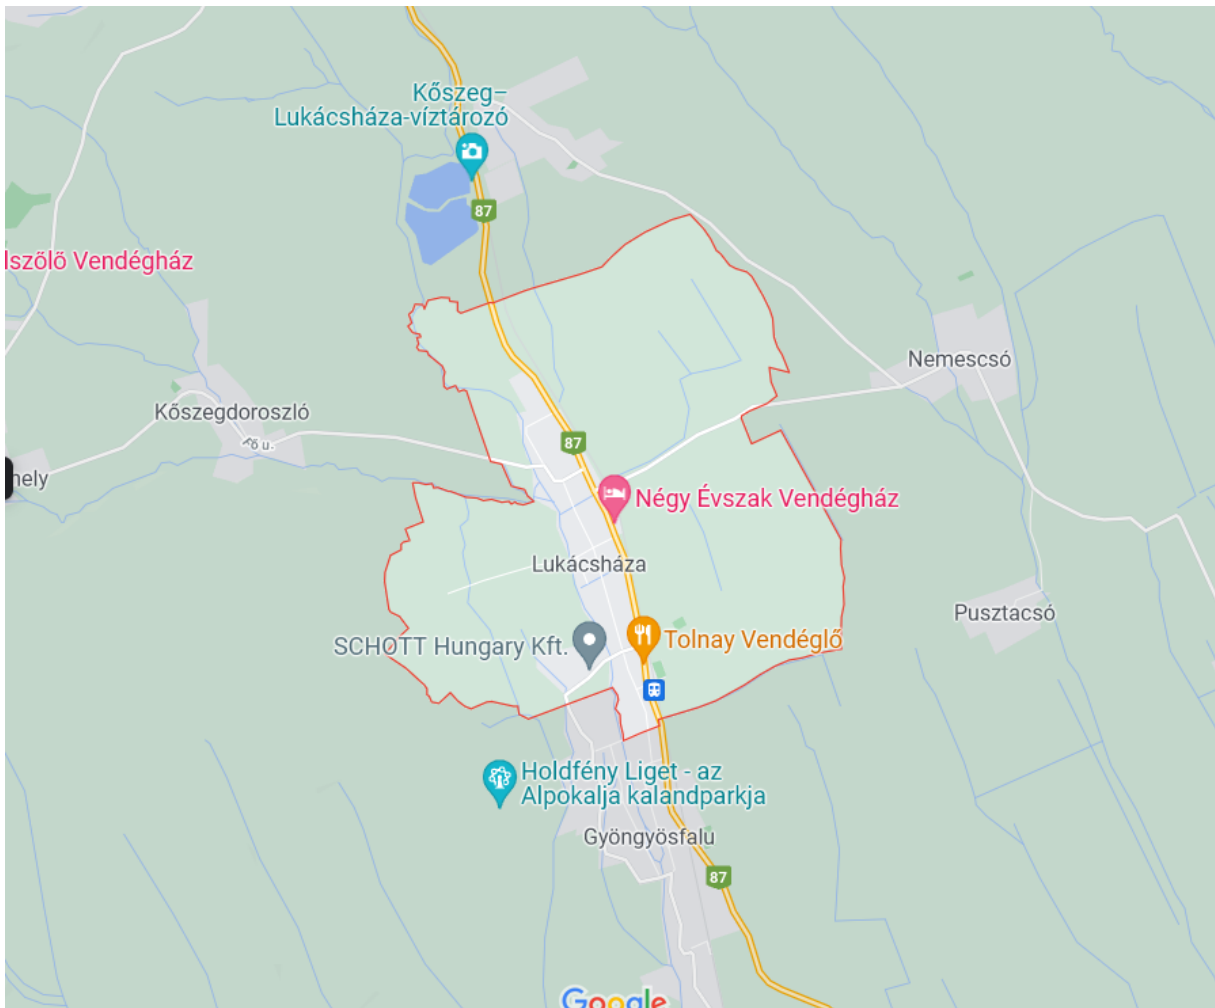 Kőszeg–
Lukácsháza-víztározó
87
lszőlő Vendégház
Nemescsó
Kőszegdoroszló
Fő u.
87
hely
Négy Évszak Vendégház
Lukácsháza
Pusztacsó
SCHOTT Hungary Kft.
Tolnay Vendéglő
Holdfény Liget - az
Alpokalja kalandparkja
Gyöngyösfalu
87
Google